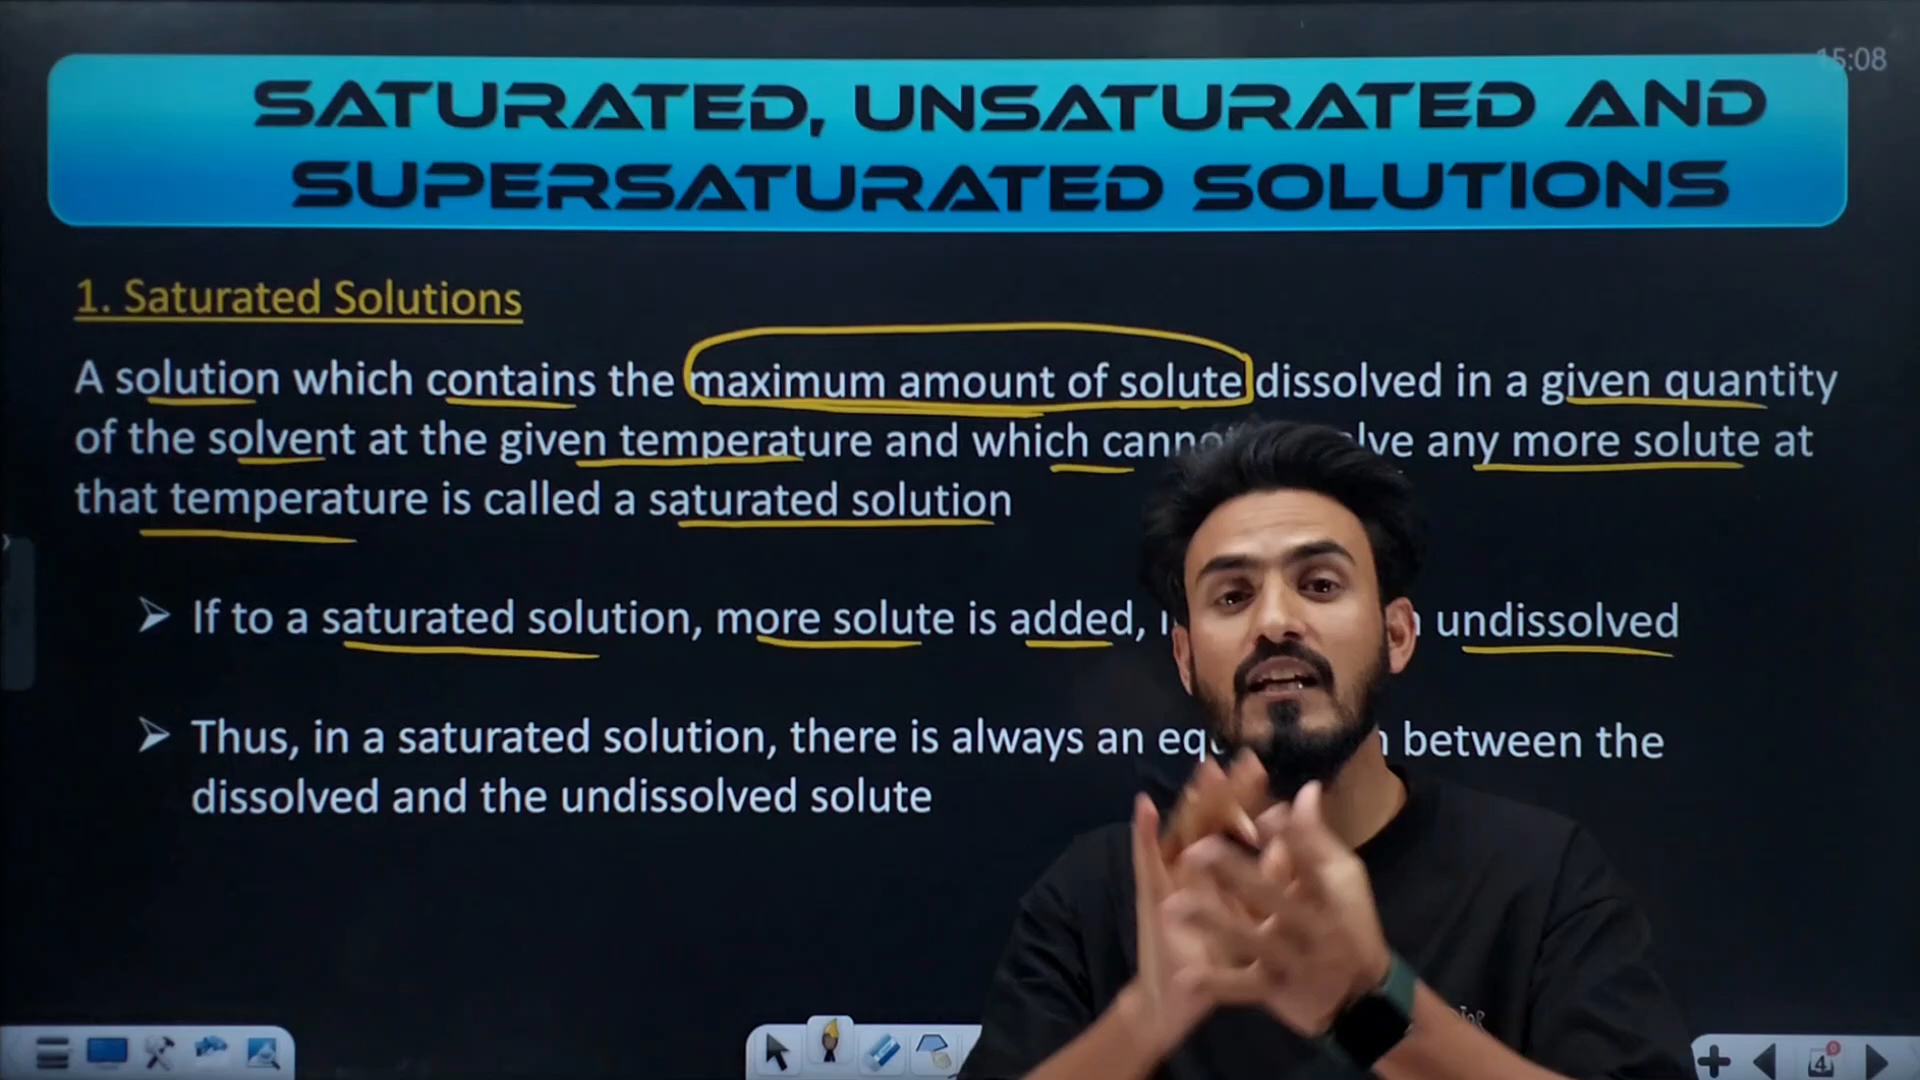 15:08
SATURATED, UNSATURATED AND
SUPERSATURATED SOLUTIONS
1. Saturated Solutions
A solution which contains the maximum amount of solute dissolved in a given quantity
of the solvent at the given temperature and which any more solute at
that temperature is called a saturated solution
If to a saturated solution, more solute is added, undissolved
Thus, in a saturated solution, there is always an between the
dissolved and the undissolved solute
4